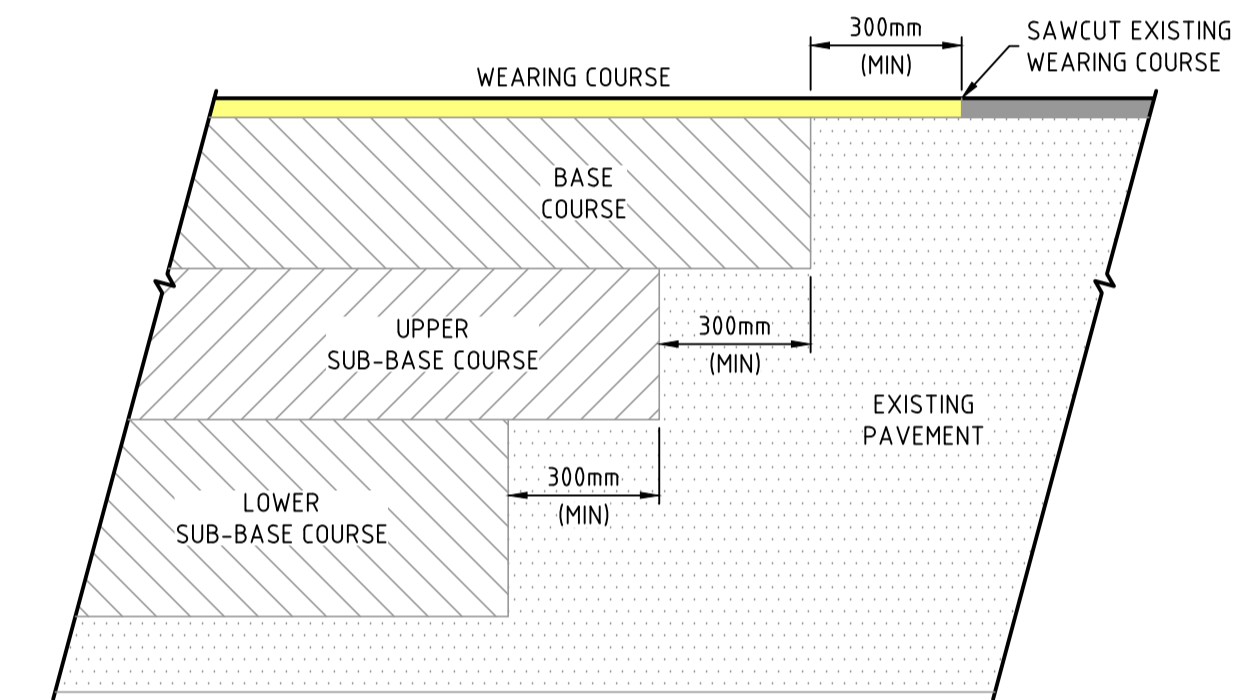 300mm
(MIN)
SAWCUT EXISTING
WEARING COURSE
WEARING COURSE
BASE
COURSE
UPPER
SUB-BASE COURSE
300mm
(MIN)
EXISTING
PAVEMENT
300mm
(MIN)
LOWER
SUB-BASE COURSE